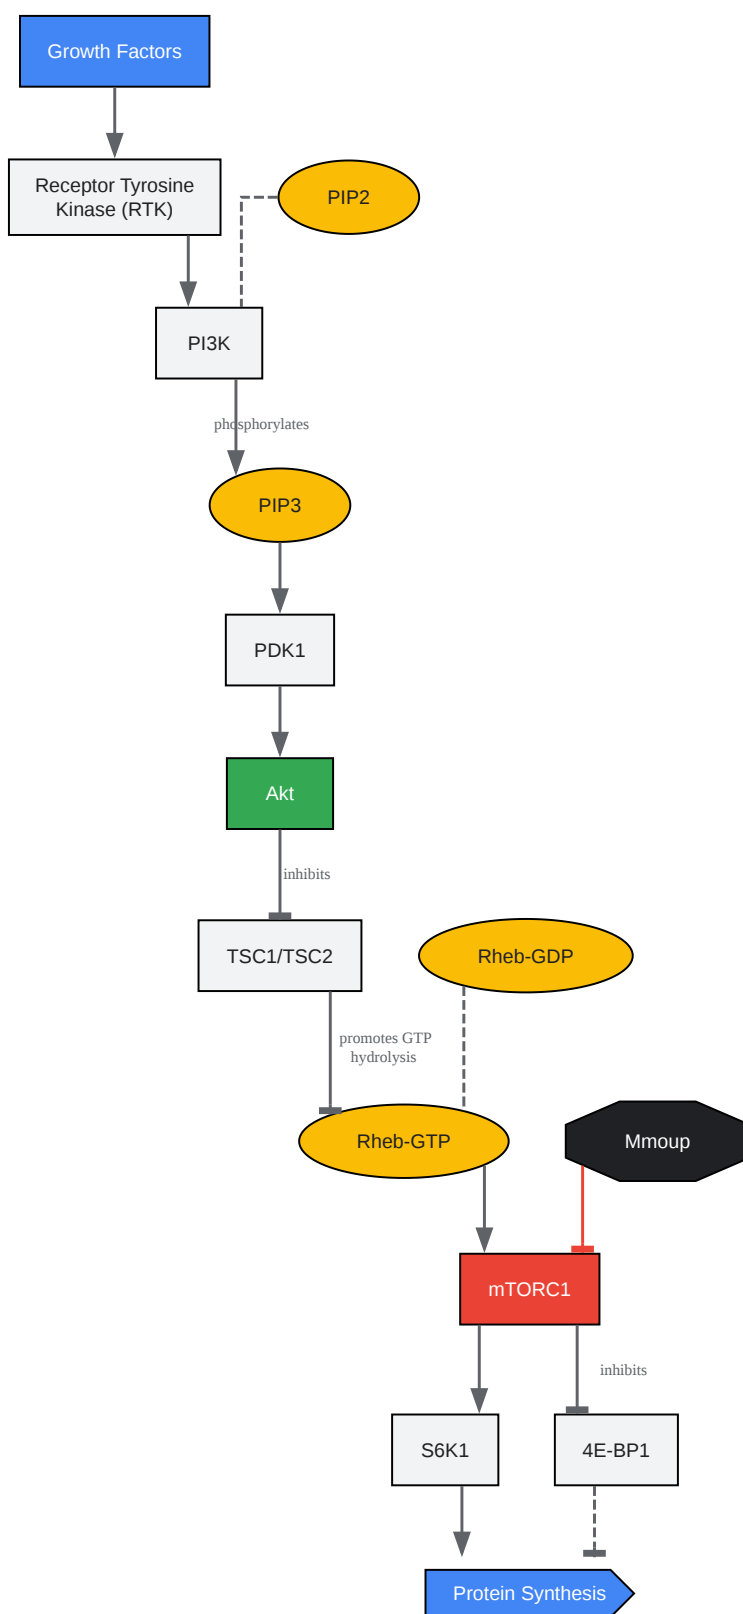 Growth Factors
Receptor Tyrosine
Kinase (RTK)
PIP2
PI3K
phosphorylates
PIP3
PDK1
Akt
inhibits
TSC1/TSC2
Rheb-GDP
promotes GTP
hydrolysis
Rheb-GTP
Mmoup
mTORC1
inhibits
S6K1
4E-BP1
Protein Synthesis